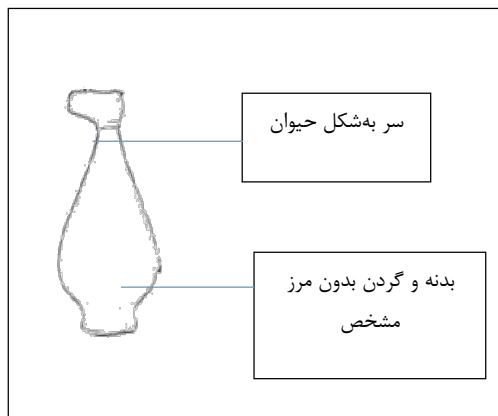 سر به‌شکل حیوان
بدنه و گردن بدون مرز
مشخص